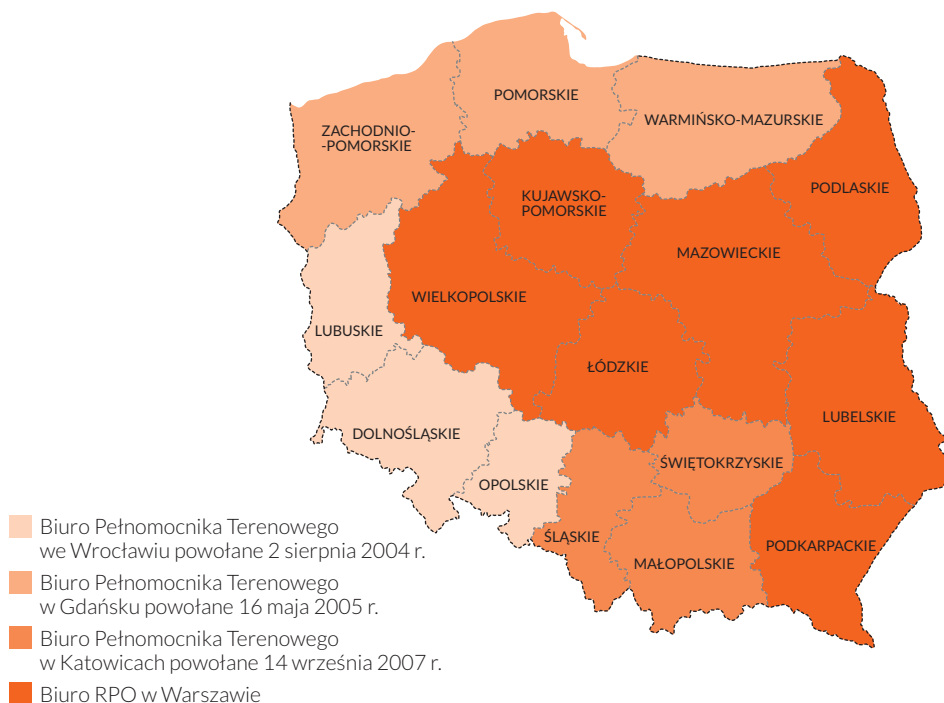 POMORSKIE
WARMIŃSKO-MAZURSKIE
ZACHODNIO-
-POMORSKIE
PODLASKIE
KUJAWSKO-
POMORSKIE
MAZOWIECKIE
WIELKOPOLSKIE
LUBUSKIE
ŁÓDZKIE
LUBELSKIE
DOLNOŚLĄSKIE
ŚWIĘTOKRZYSKIE
OPOLSKIE
ŚLĄSKIE
PODKARPACKIE
MAŁOPOLSKIE
Biuro Pełnomocnika Terenowego
we Wrocławiu powołane 2 sierpnia 2004 r.
Biuro Pełnomocnika Terenowego
w Gdańsku powołane 16 maja 2005 r.
Biuro Pełnomocnika Terenowego
w Katowicach powołane 14 września 2007 r.
Biuro RPO w Warszawie